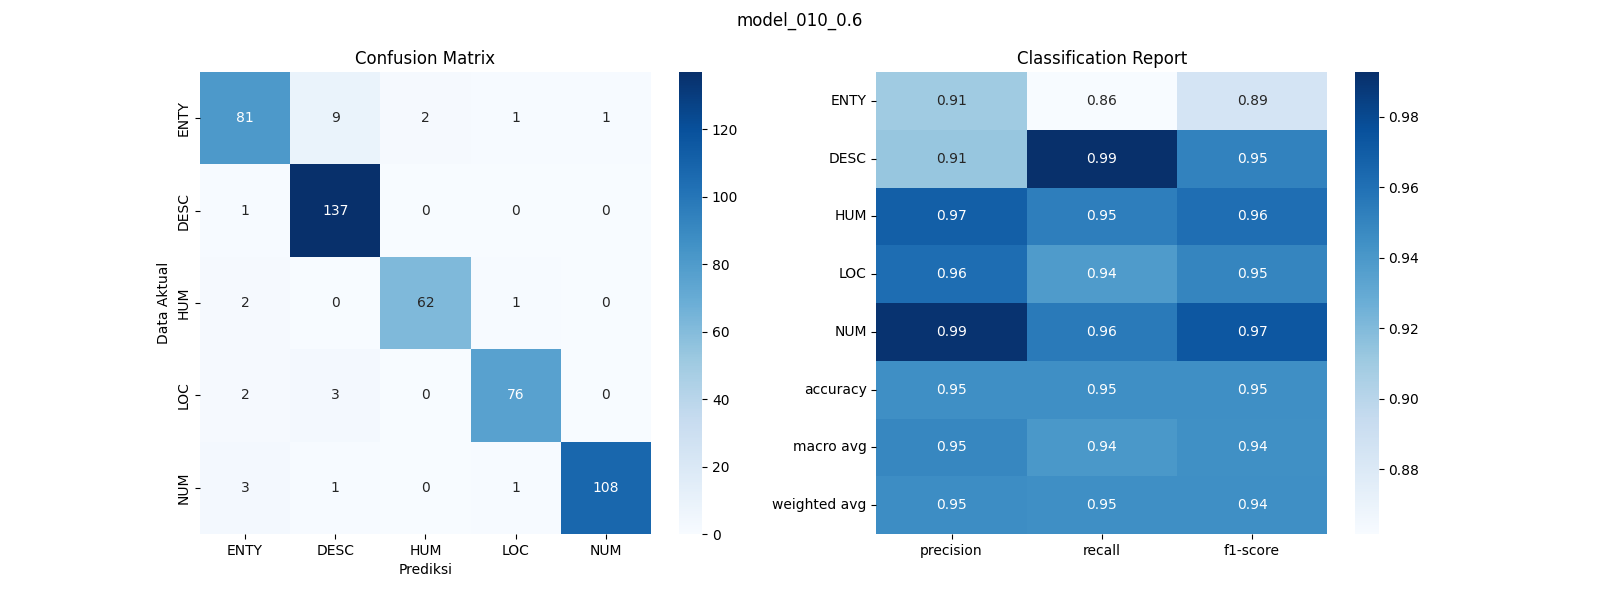 model_010_0.6
Confusion Matrix
ENTY 81 9 2 1 1
DESC 1 137 0 0 0
HUM 2 0 62 1 0
LOC 2 3 0 76 0
NUM 3 1 0 1 108
Data Aktual
ENTY DESC HUM LOC NUM
Prediksi
120
100
80
60
40
20
0
Classification Report
ENTY 0.91 0.86 0.89
DESC 0.91 0.99 0.95
HUM 0.97 0.95 0.96
LOC 0.96 0.94 0.95
NUM 0.99 0.96 0.97
accuracy 0.95 0.95 0.95
macro avg 0.95 0.94 0.94
weighted avg 0.95 0.95 0.94
precision recall f1-score
0.98
0.96
0.94
0.92
0.90
0.88